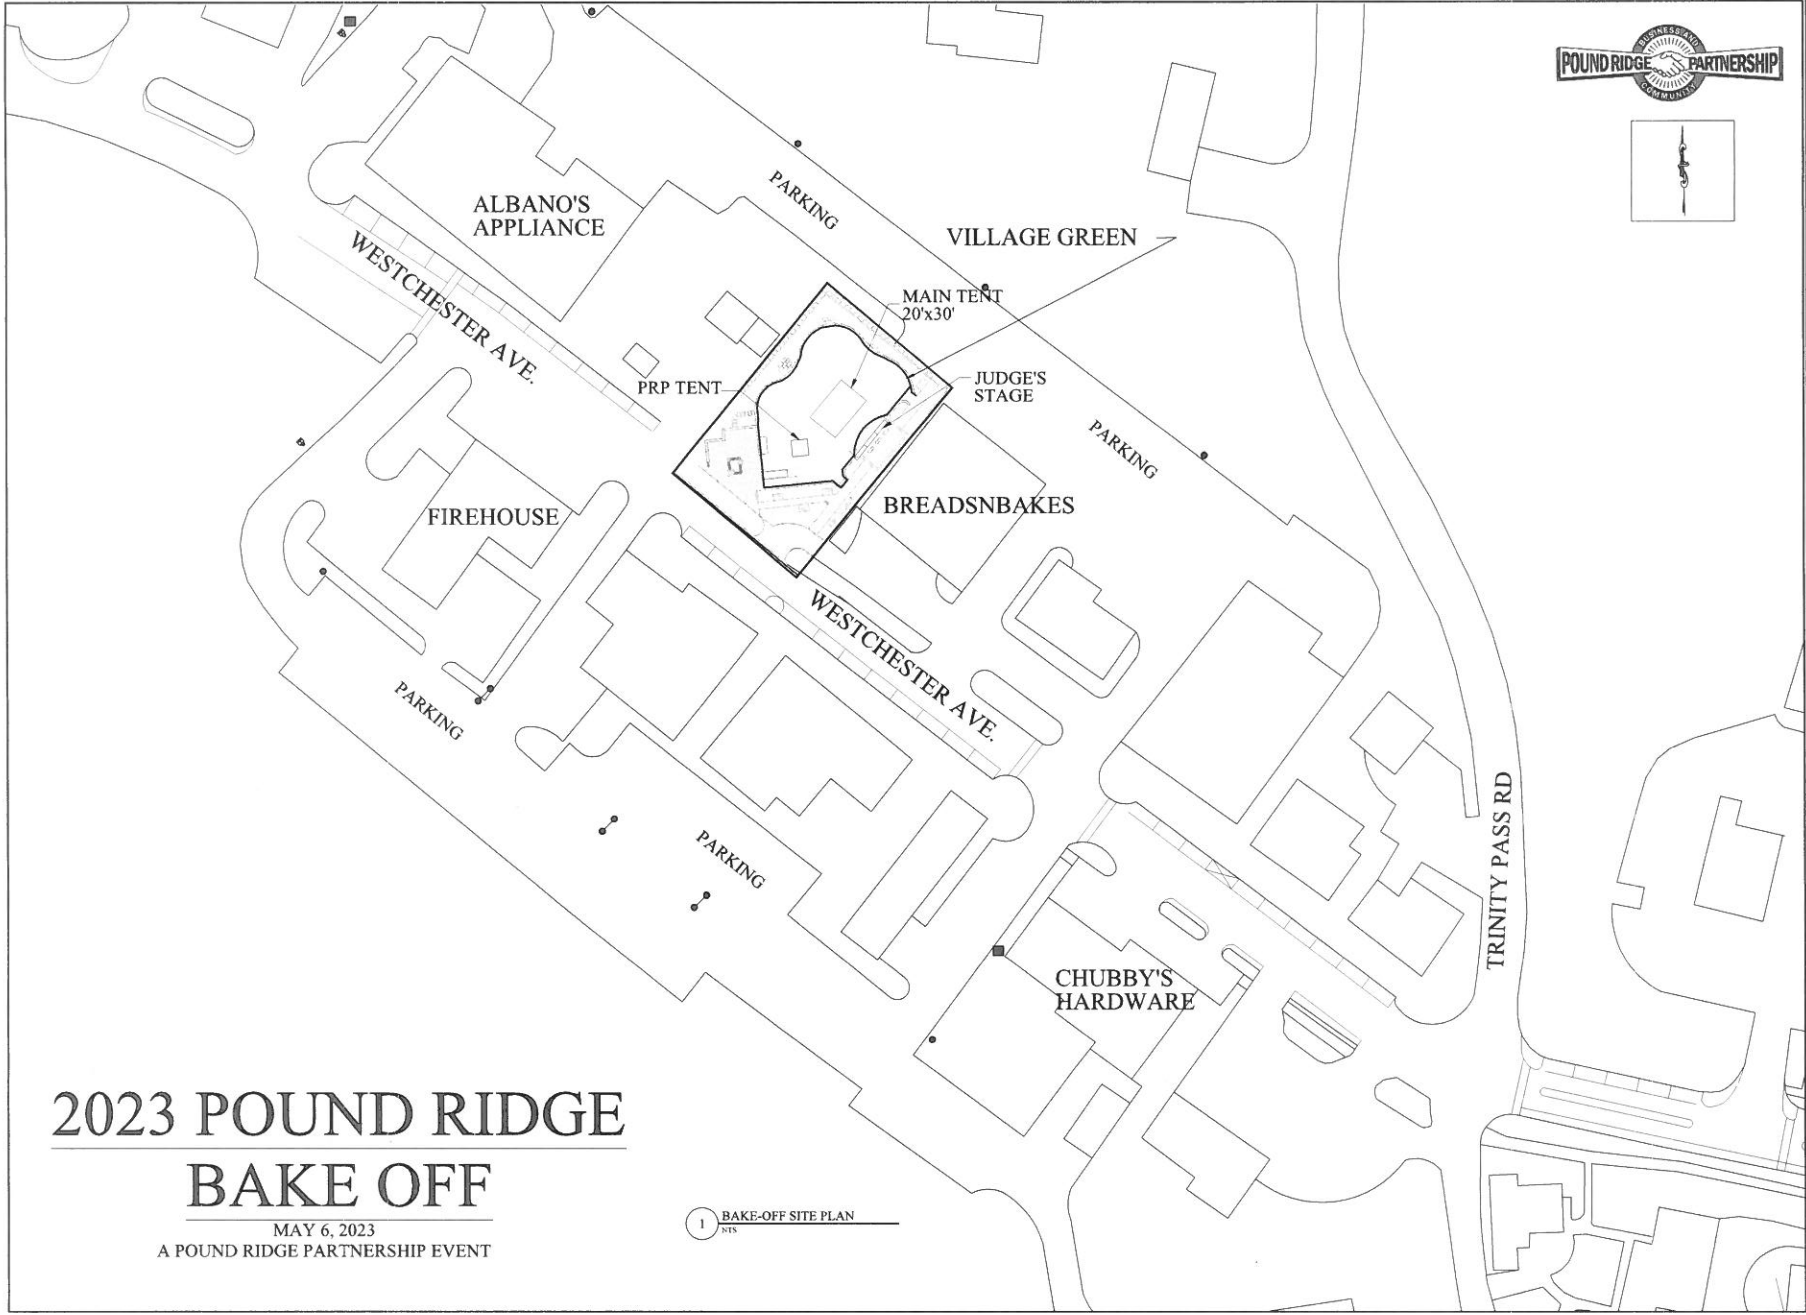 BUSINESS AND
POUND RIDGE PARTNERSHIP
COMMUNITY
PARKING
ALBANO'S
APPLIANCE
VILLAGE GREEN
WESTCHESTER AVE.
MAIN TENT
20'x30'
PRP TENT
JUDGE'S
STAGE
PARKING
BREADSNBAKES
FIREHOUSE
WESTCHESTER AVE.
PARKING
PARKING
TRINITY PASS RD
CHUBBY'S
HARDWARE
2023 POUND RIDGE
BAKE OFF
MAY 6, 2023
A POUND RIDGE PARTNERSHIP EVENT
1
BAKE-OFF SITE PLAN
NTS